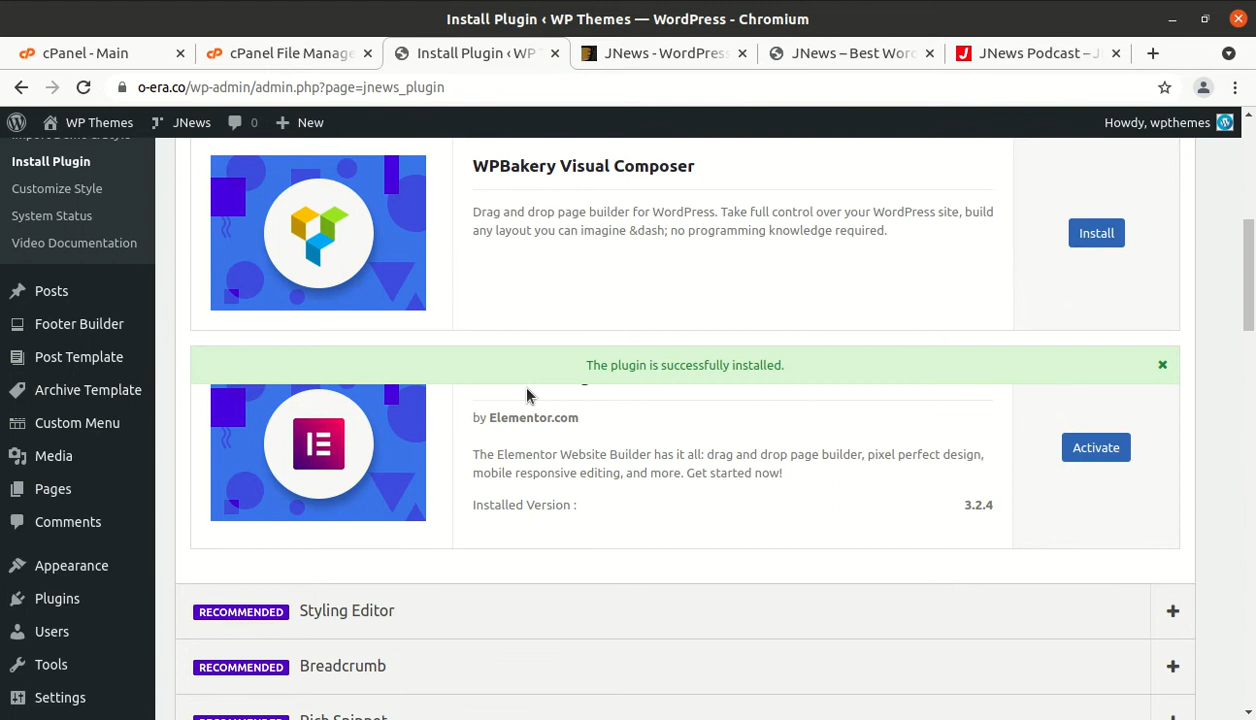 Install Plugin ‹ WP Themes — WordPress - Chromium
cPanel - Main
cPanel File Manage
Install Plugin ‹ WP
JNews - WordPress
JNews – Best Word
JNews Podcast – J
o-era.co/wp-admin/admin.php?page=jnews_plugin
WP Themes
JNews
0
New
Howdy, wpthemes
Install Plugin
Customize Style
System Status
Video Documentation
Posts
Footer Builder
Post Template
Archive Template
Custom Menu
Media
Pages
Comments
Appearance
Plugins
Users
Tools
Settings
WPBakery Visual Composer
Drag and drop page builder for WordPress. Take full control over your WordPress site, build
any layout you can imagine &dash; no programming knowledge required.
Install
The plugin is successfully installed.
by Elementor.com
The Elementor Website Builder has it all: drag and drop page builder, pixel perfect design,
mobile responsive editing, and more. Get started now!
Installed Version :
3.2.4
Activate
RECOMMENDED Styling Editor
RECOMMENDED Breadcrumb
RECOMMENDED Rich Snippet